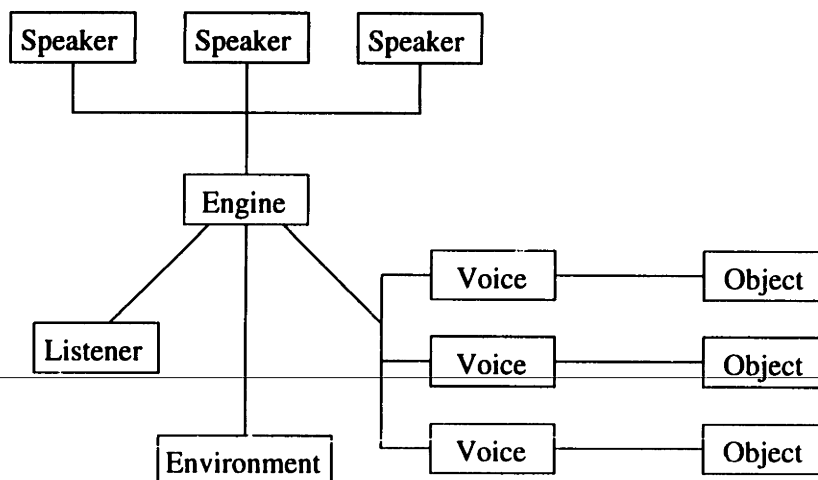 Speaker Speaker Speaker
Engine
Voice Object
Listener
Voice Object
Voice Object
Environment